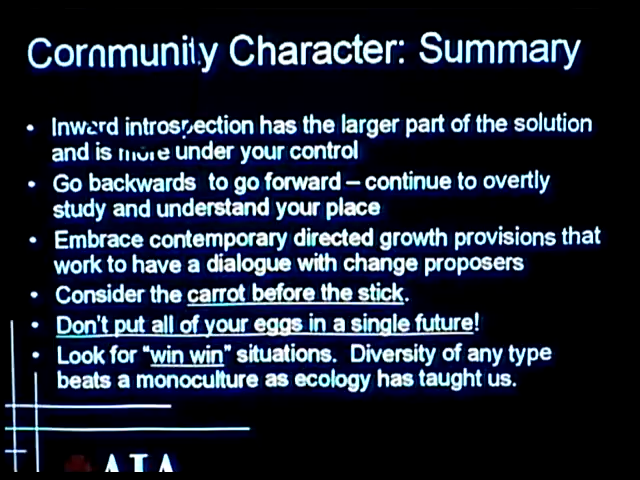 Community Character: Summary
• Inward introspection has the larger part of the solution
and is more under your control
• Go backwards to go forward – continue to overtly
study and understand your place
• Embrace contemporary directed growth provisions that
work to have a dialogue with change proposers
• Consider the carrot before the stick.
• Don't put all of your eggs in a single future!
• Look for “win win” situations. Diversity of any type
beats a monoculture as ecology has taught us.
AIA